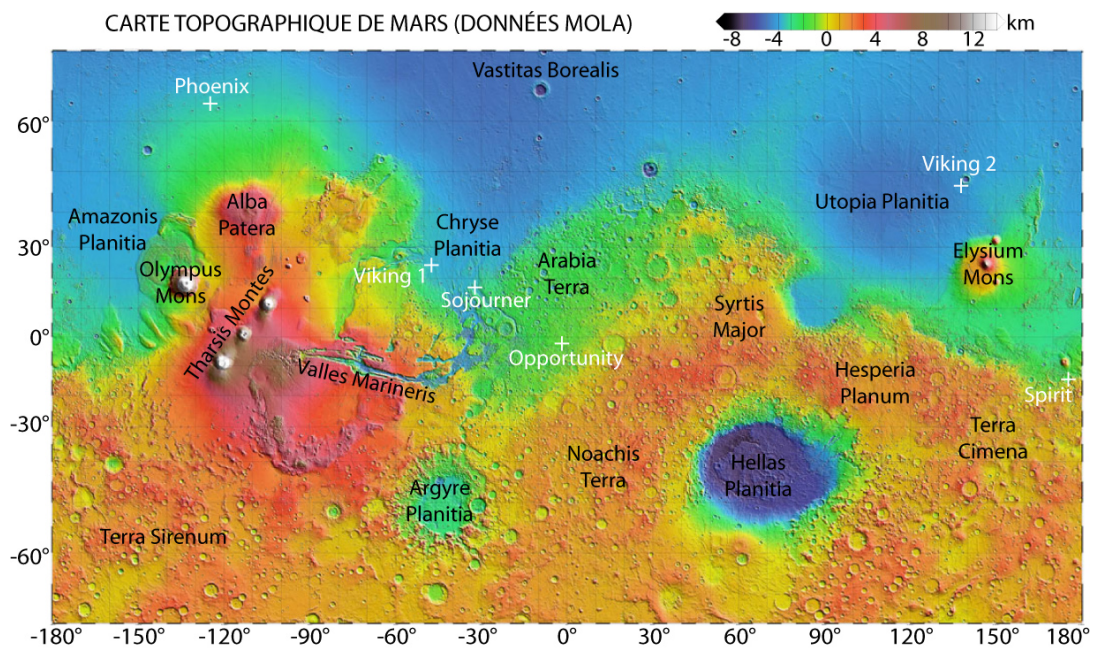 CARTE TOPOGRAPHIQUE DE MARS (DONNÉES MOLA)
km
-8 -4 0 4 8 12
Vastitas Borealis
Phoenix
60°
Viking 2
Alba
Patera
Utopia Planitia
Amazonis
Planitia
Chryse
Planitia
30°
Elysium
Mons
Arabia
Terra
Olympus
Mons
Viking 1
Sojourner
Tharsis Montes
Syrtis
Major
0°
Opportunity
Valles Marineris
Hesperia
Planum
Spirit
-30°
Terra
Cimena
Noachis
Terra
Hellas
Planitia
Argyre
Planitia
Terra Sirenum
-60°
-180° -150° -120° -90° -60° -30° 0° 30° 60° 90° 120° 150° 180°